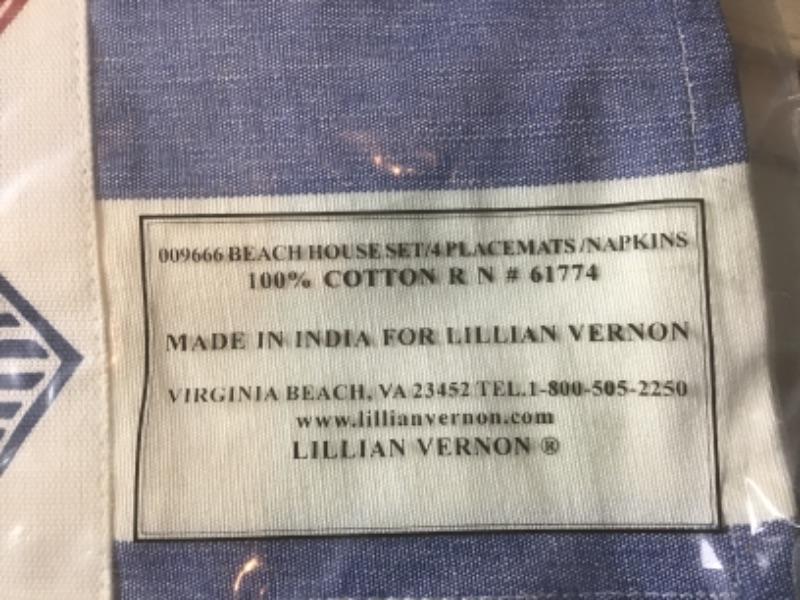 009666 BEACH HOUSE SET/4 PLACEMATS /NAPKINS
100% COTTON R N # 61774
MADE IN INDIA FOR LILLIAN VERNON
VIRGINIA BEACH, VA 23452 TEL.1-800-505-2250
www.lillianvernon.com
LILLIAN VERNON ®